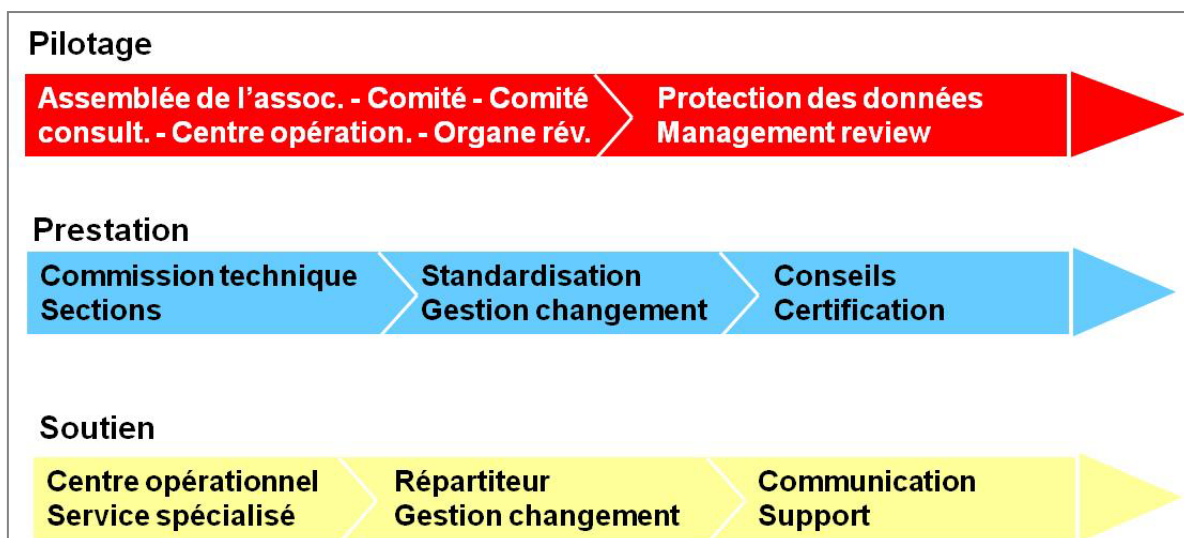 Pilotage
Assemblée de l'assoc. - Comité - Comité
consult. - Centre opération. - Organe rév.
Protection des données
Management review
Prestation
Commission technique
Sections
Standardisation
Gestion changement
Conseils
Certification
Soutien
Centre opérationnel
Service spécialisé
Répartiteur
Gestion changement
Communication
Support